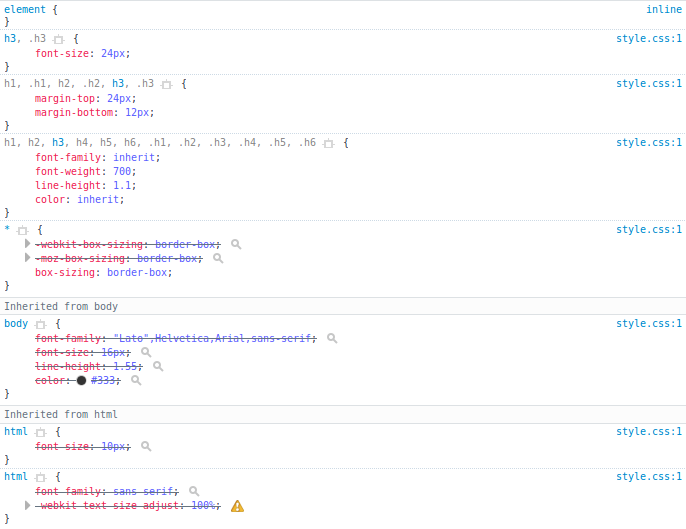 element { inline
}
h3, .h3 { style.css:1
font-size: 24px;
}
h1, .h1, h2, .h2, h3, .h3 { style.css:1
margin-top: 24px;
margin-bottom: 12px;
}
h1, h2, h3, h4, h5, h6, .h1, .h2, .h3, .h4, .h5, .h6 { style.css:1
font-family: inherit;
font-weight: 700;
line-height: 1.1;
color: inherit;
}
* { style.css:1
-webkit-box-sizing: border-box;
-moz-box-sizing: border-box;
box-sizing: border-box;
}
Inherited from body
body { style.css:1
font-family: "Lato",Helvetica,Arial,sans-serif;
font-size: 16px;
line-height: 1.55;
color: #333;
}
Inherited from html
html { style.css:1
font-size: 10px;
}
html { style.css:1
font-family: sans-serif;
-webkit-text-size-adjust: 100%;
}